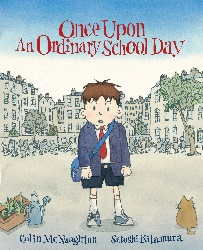 Once Upon
An Ordinary School Day
Colin McNaughton Satoshi Kitamura